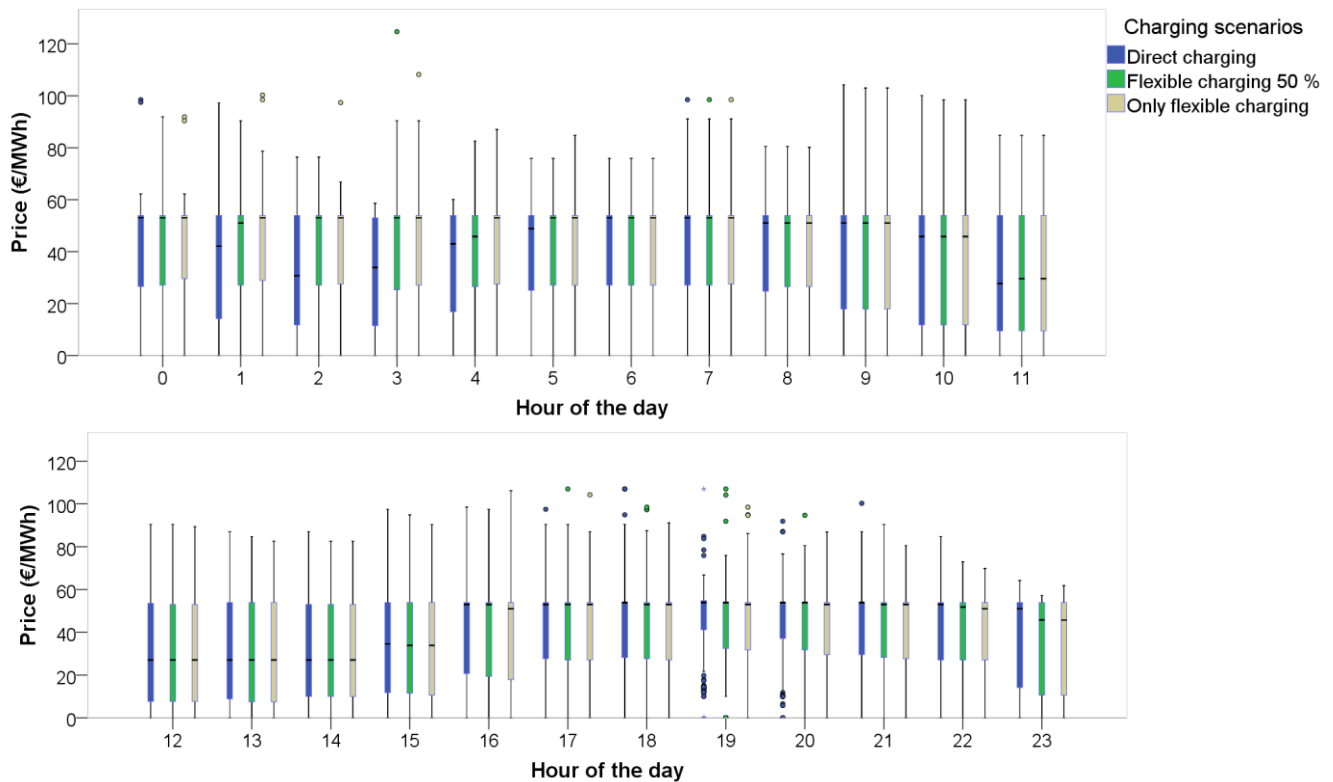 Charging scenarios
Direct charging
Flexible charging 50 %
Only flexible charging
Price (€/MWh)
120
100
80
60
40
20
0
0 1 2 3 4 5 6 7 8 9 10 11
Hour of the day
Price (€/MWh)
120
100
80
60
40
20
0
12 13 14 15 16 17 18 19 20 21 22 23
Hour of the day